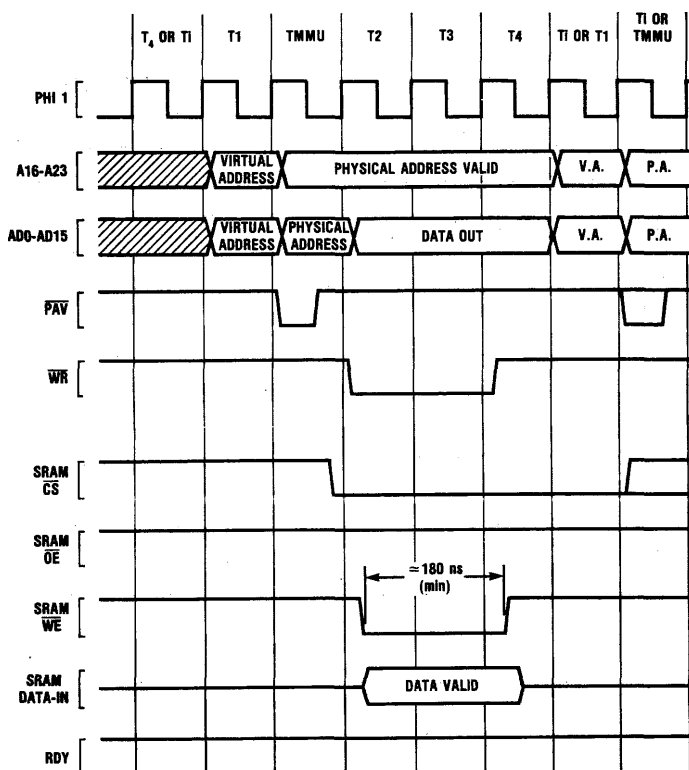 T4 OR Ti T1 TMMU T2 T3 T4 Ti OR T1 Ti OR TMMU
PHI 1
A16-A23 VIRTUAL ADDRESS PHYSICAL ADDRESS VALID V.A. P.A.
AD0-AD15 VIRTUAL ADDRESS PHYSICAL ADDRESS DATA OUT V.A. P.A.
PAV
WR
SRAM CS
SRAM OE
≈180 ns
(min)
SRAM WE
SRAM DATA-IN DATA VALID
RDY